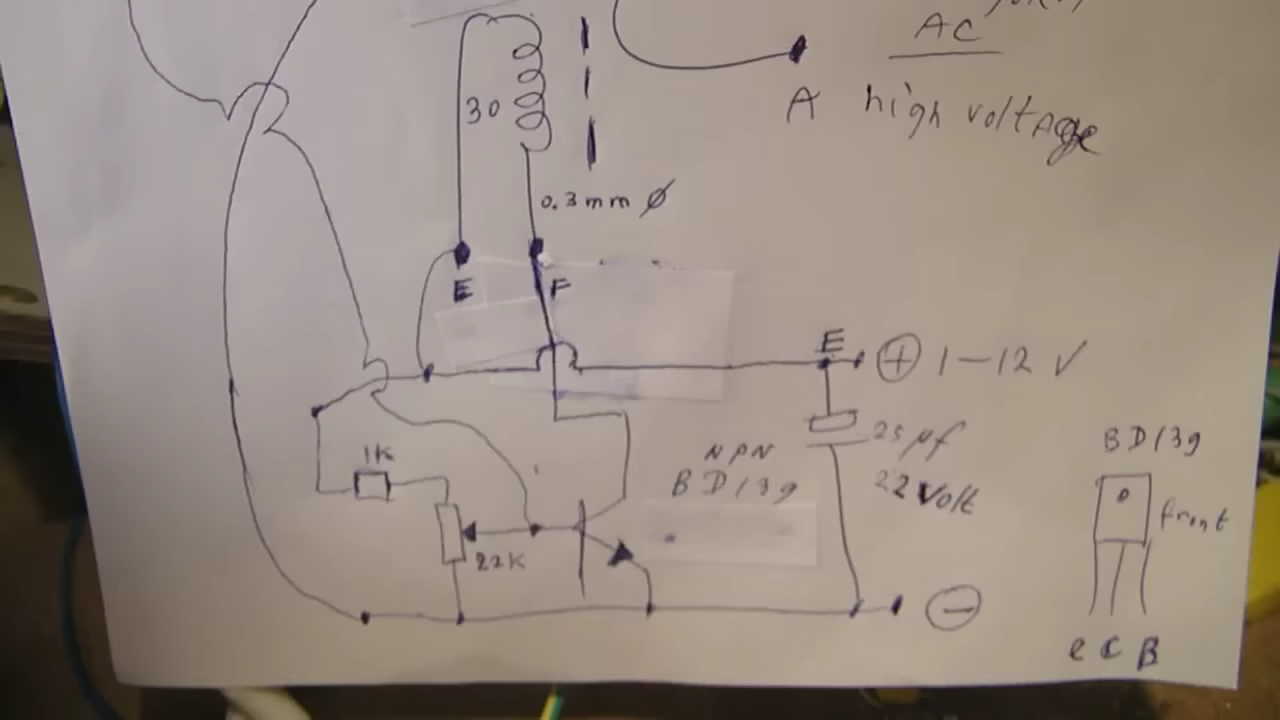 AC
A high voltage
30
0.3 mm Ø
E
F
E
+ 1-12 V
1K
NPN
BD139
25 µf
22 Volt
22K
BD139
front
-
e C B